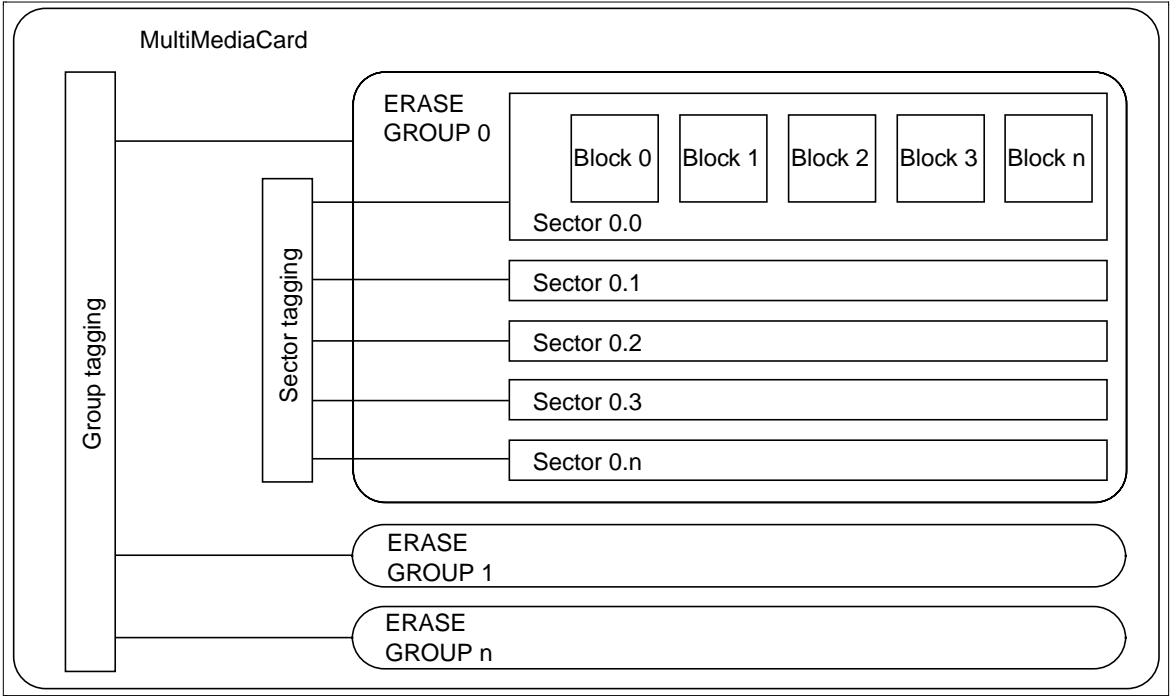 MultiMediaCard
Group tagging
Sector tagging
ERASE
GROUP 0
Block 0
Block 1
Block 2
Block 3
Block n
Sector 0.0
Sector 0.1
Sector 0.2
Sector 0.3
Sector 0.n
ERASE
GROUP 1
ERASE
GROUP n